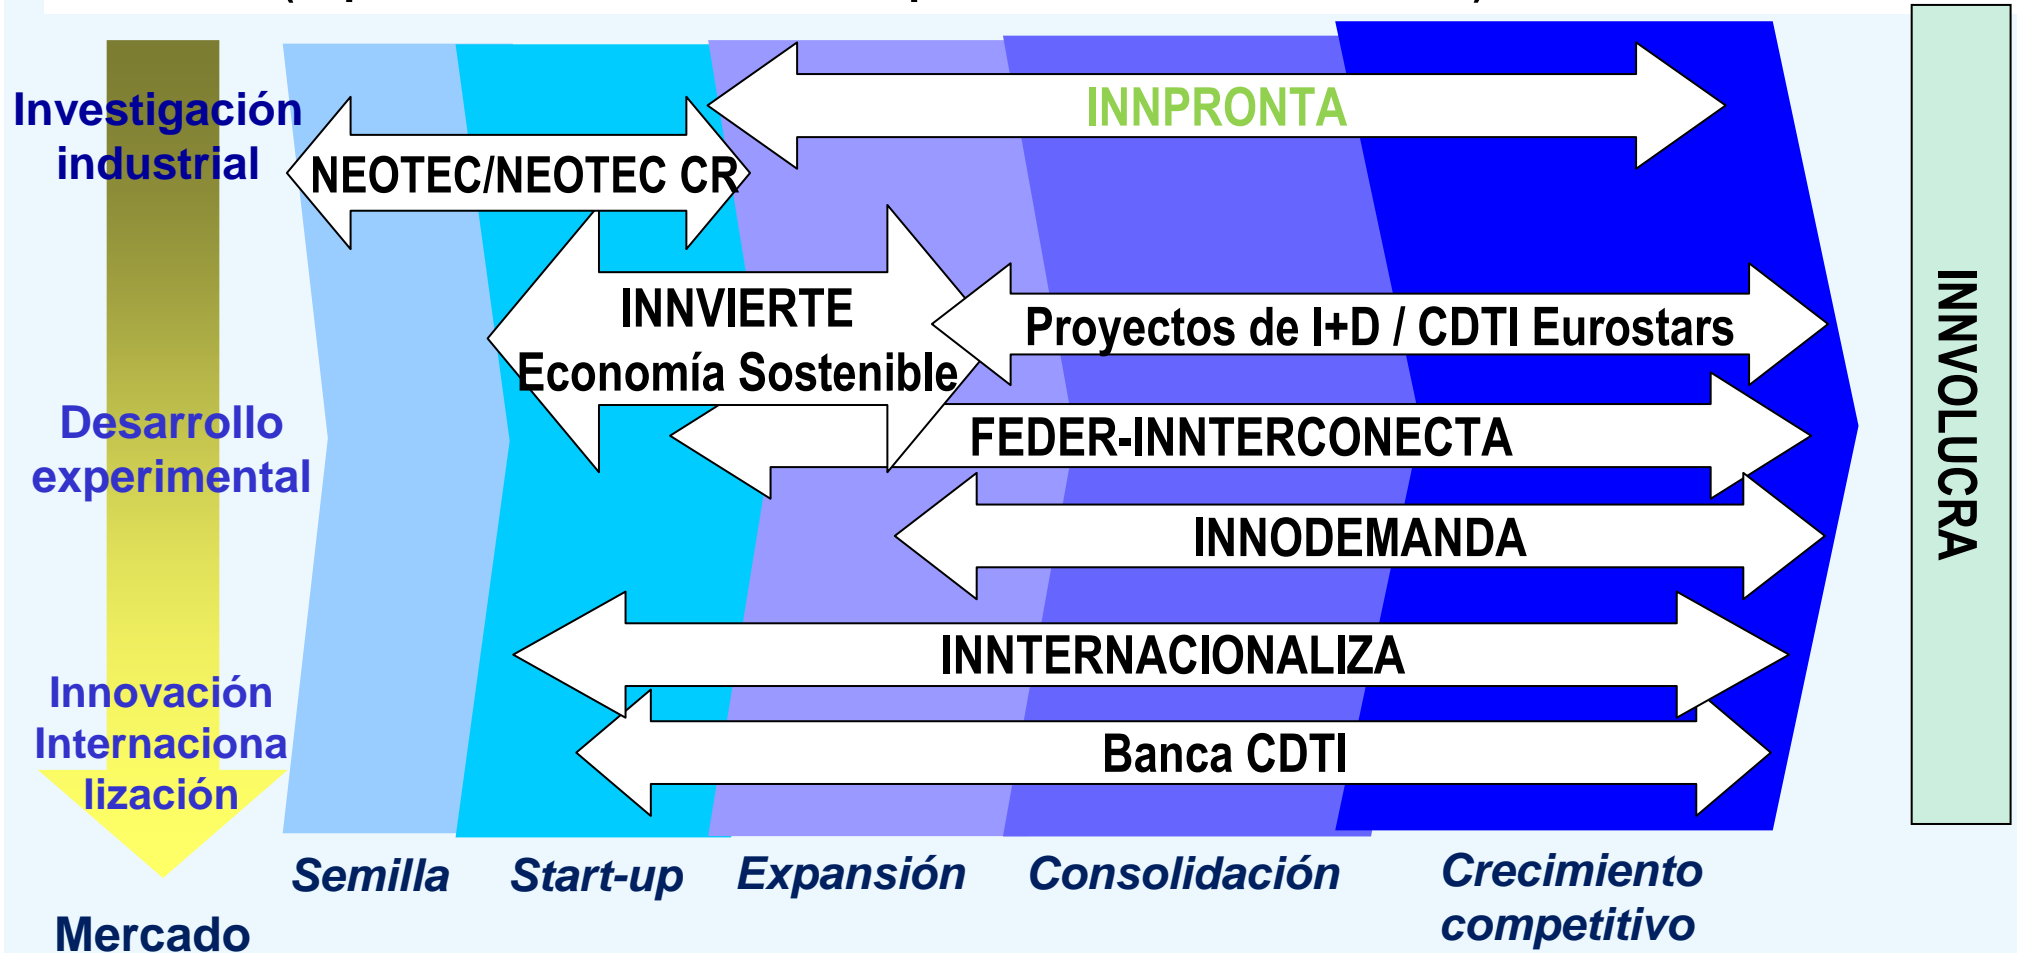 Investigación
industrial
INNPRONTA
NEOTEC/NEOTEC CR
INNVIERTE
Economía Sostenible
Proyectos de I+D / CDTI Eurostars
Desarrollo
experimental
FEDER-INNTERCONECTA
INNODEMANDA
INNTERNACIONALIZA
Innovación
Internaciona
lización
Banca CDTI
INNVOLUCRA
Semilla
Start-up
Expansión
Consolidación
Crecimiento
competitivo
Mercado